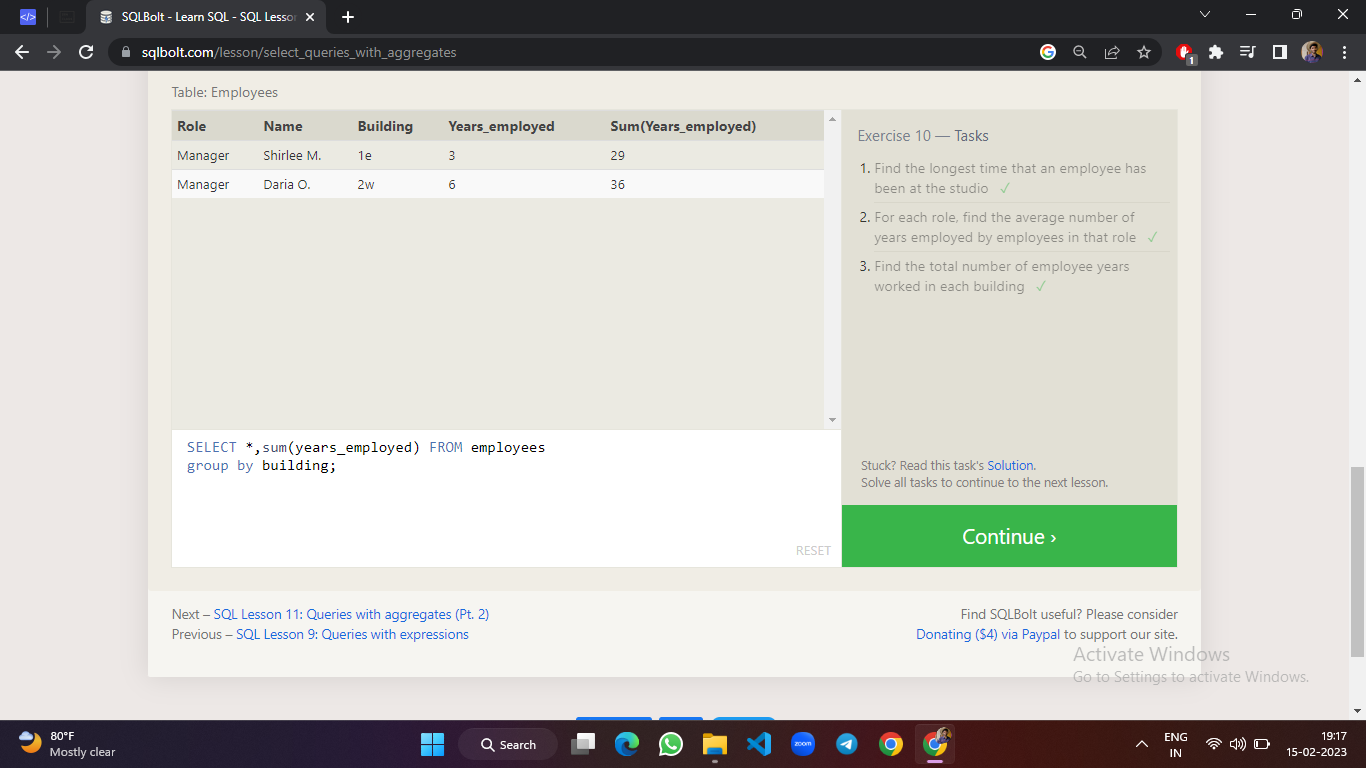 SQLBolt - Learn SQL - SQL Lesso
sqlbolt.com/lesson/select_queries_with_aggregates
1
Table: Employees
Role Name Building Years_employed Sum(Years_employed)
Manager Shirlee M. 1e 3 29
Manager Daria O. 2w 6 36
Exercise 10 — Tasks
1. Find the longest time that an employee has
been at the studio ✓
2. For each role, find the average number of
years employed by employees in that role ✓
3. Find the total number of employee years
worked in each building ✓
SELECT *,sum(years_employed) FROM employees
group by building;
RESET
Stuck? Read this task's Solution.
Solve all tasks to continue to the next lesson.
Continue ›
Next – SQL Lesson 11: Queries with aggregates (Pt. 2)
Previous – SQL Lesson 9: Queries with expressions
Find SQLBolt useful? Please consider
Donating ($4) via Paypal to support our site.
Activate Windows
Go to Settings to activate Windows.
80°F
Mostly clear
Search
zoom
ENG
IN
19:17
15-02-2023